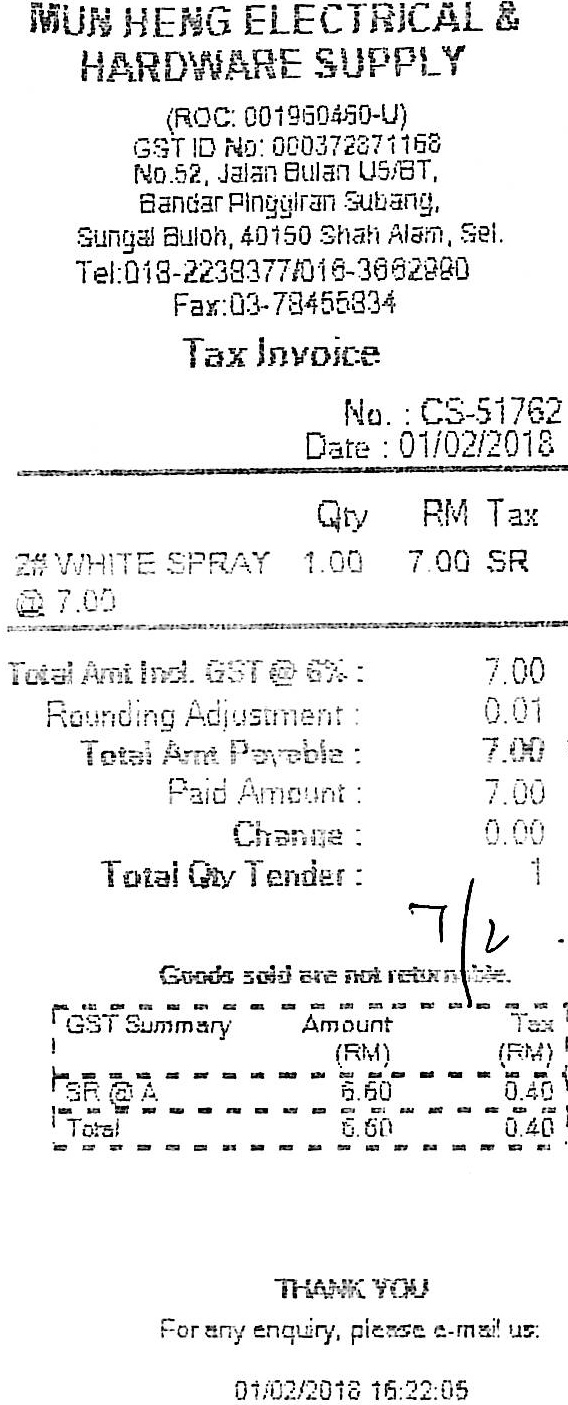 MUN HENG ELECTRICAL &
HARDWARE SUPPLY
(ROC: 001960460-U)
GST ID No: 000372871168
No.52, Jalan Bulan U5/BT,
Bandar Pinggiran Subang,
Sungai Buloh, 40150 Shah Alam, Sel.
Tel:018-2238377/016-3662990
Fax:03-78455834
Tax Invoice
No. : CS-51762
Date : 01/02/2018
Qty RM Tax
2# WHITE SPRAY 1.00 7.00 SR
@ 7.00
Total Amt Incl. GST @ 6% : 7.00
Rounding Adjustment : 0.01
Total Amt Payable : 7.00
Paid Amount : 7.00
Change : 0.00
Total Qty Tender : 1
7/2
Goods sold are not returnable.
GST Summary Amount Tax
(RM) (RM)
SR @ A 6.60 0.40
Total 6.60 0.40
THANK YOU
For any enquiry, please e-mail us:
01/02/2018 16:22:05